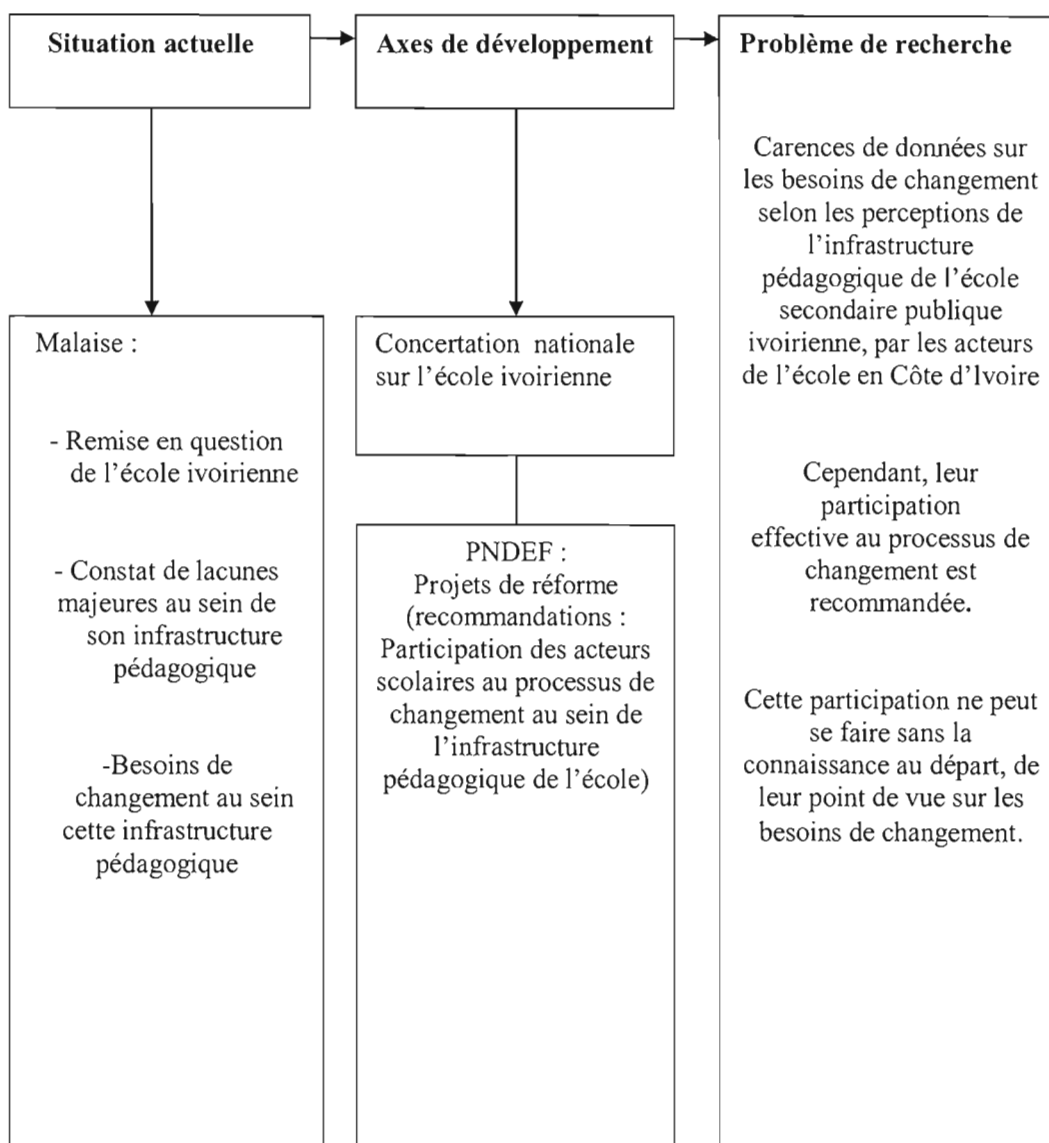 Situation actuelle
Axes de développement
Problème de recherche
Malaise :
- Remise en question
de l'école ivoirienne
- Constat de lacunes
majeures au sein de
son infrastructure
pédagogique
-Besoins de
changement au sein
cette infrastructure
pédagogique
Concertation nationale
sur l'école ivoirienne
PNDEF :
Projets de réforme
(recommandations :
Participation des acteurs
scolaires au processus de
changement au sein de
l'infrastructure
pédagogique de l'école)
Carences de données sur
les besoins de changement
selon les perceptions de
l'infrastructure
pédagogique de l'école
secondaire publique
ivoirienne, par les acteurs
de l'école en Côte d'Ivoire
Cependant, leur
participation
effective au processus de
changement est
recommandée.
Cette participation ne peut
se faire sans la
connaissance au départ, de
leur point de vue sur les
besoins de changement.